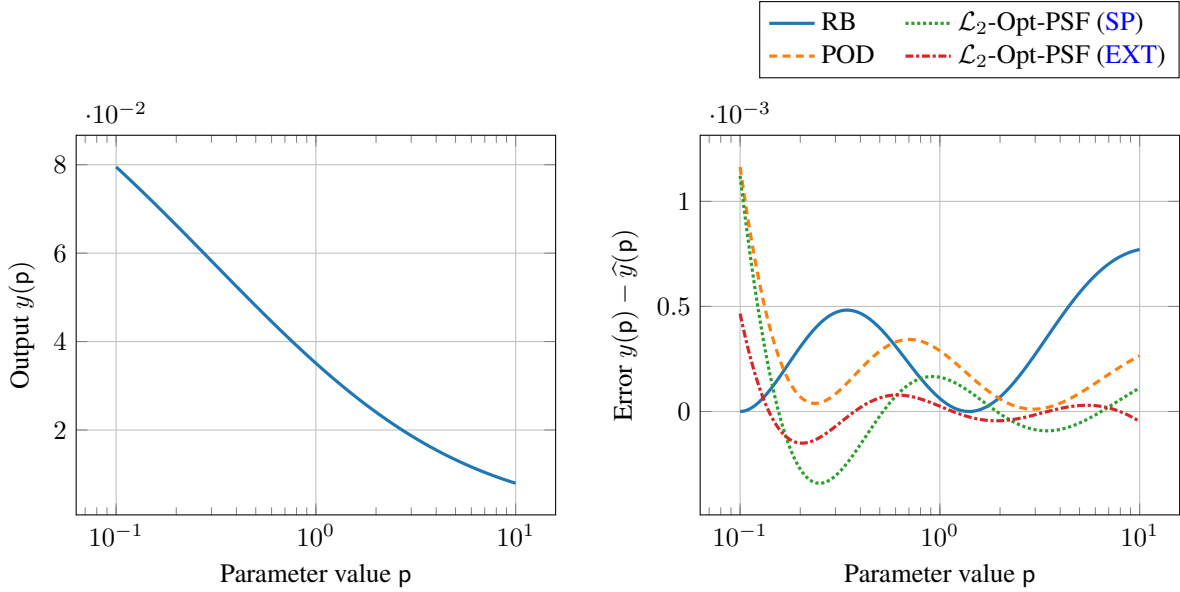 RB
POD
ℒ₂-Opt-PSF (SP)
ℒ₂-Opt-PSF (EXT)
·10⁻²
8
6
4
2
10⁻¹ 10⁰ 10¹
Parameter value p
Output y(p)
·10⁻³
1
0.5
0
10⁻¹ 10⁰ 10¹
Parameter value p
Error y(p) − ŷ(p)